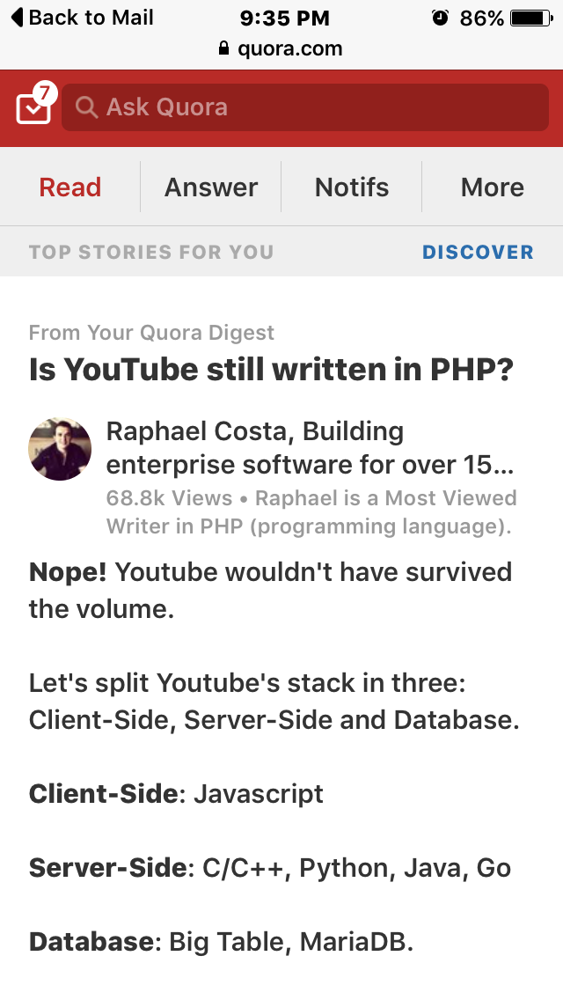 Back to Mail 9:35 PM 86%
quora.com
7 Ask Quora
Read Answer Notifs More
TOP STORIES FOR YOU DISCOVER
From Your Quora Digest
Is YouTube still written in PHP?
Raphael Costa, Building
enterprise software for over 15...
68.8k Views • Raphael is a Most Viewed
Writer in PHP (programming language).
Nope! Youtube wouldn't have survived
the volume.
Let's split Youtube's stack in three:
Client-Side, Server-Side and Database.
Client-Side: Javascript
Server-Side: C/C++, Python, Java, Go
Database: Big Table, MariaDB.